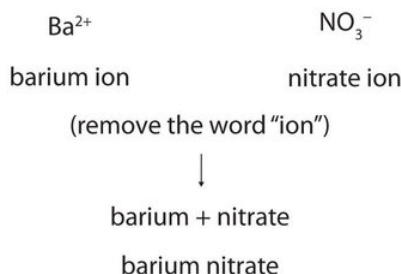 Ba²⁺ NO₃⁻
barium ion nitrate ion
(remove the word “ion”)
barium + nitrate
barium nitrate